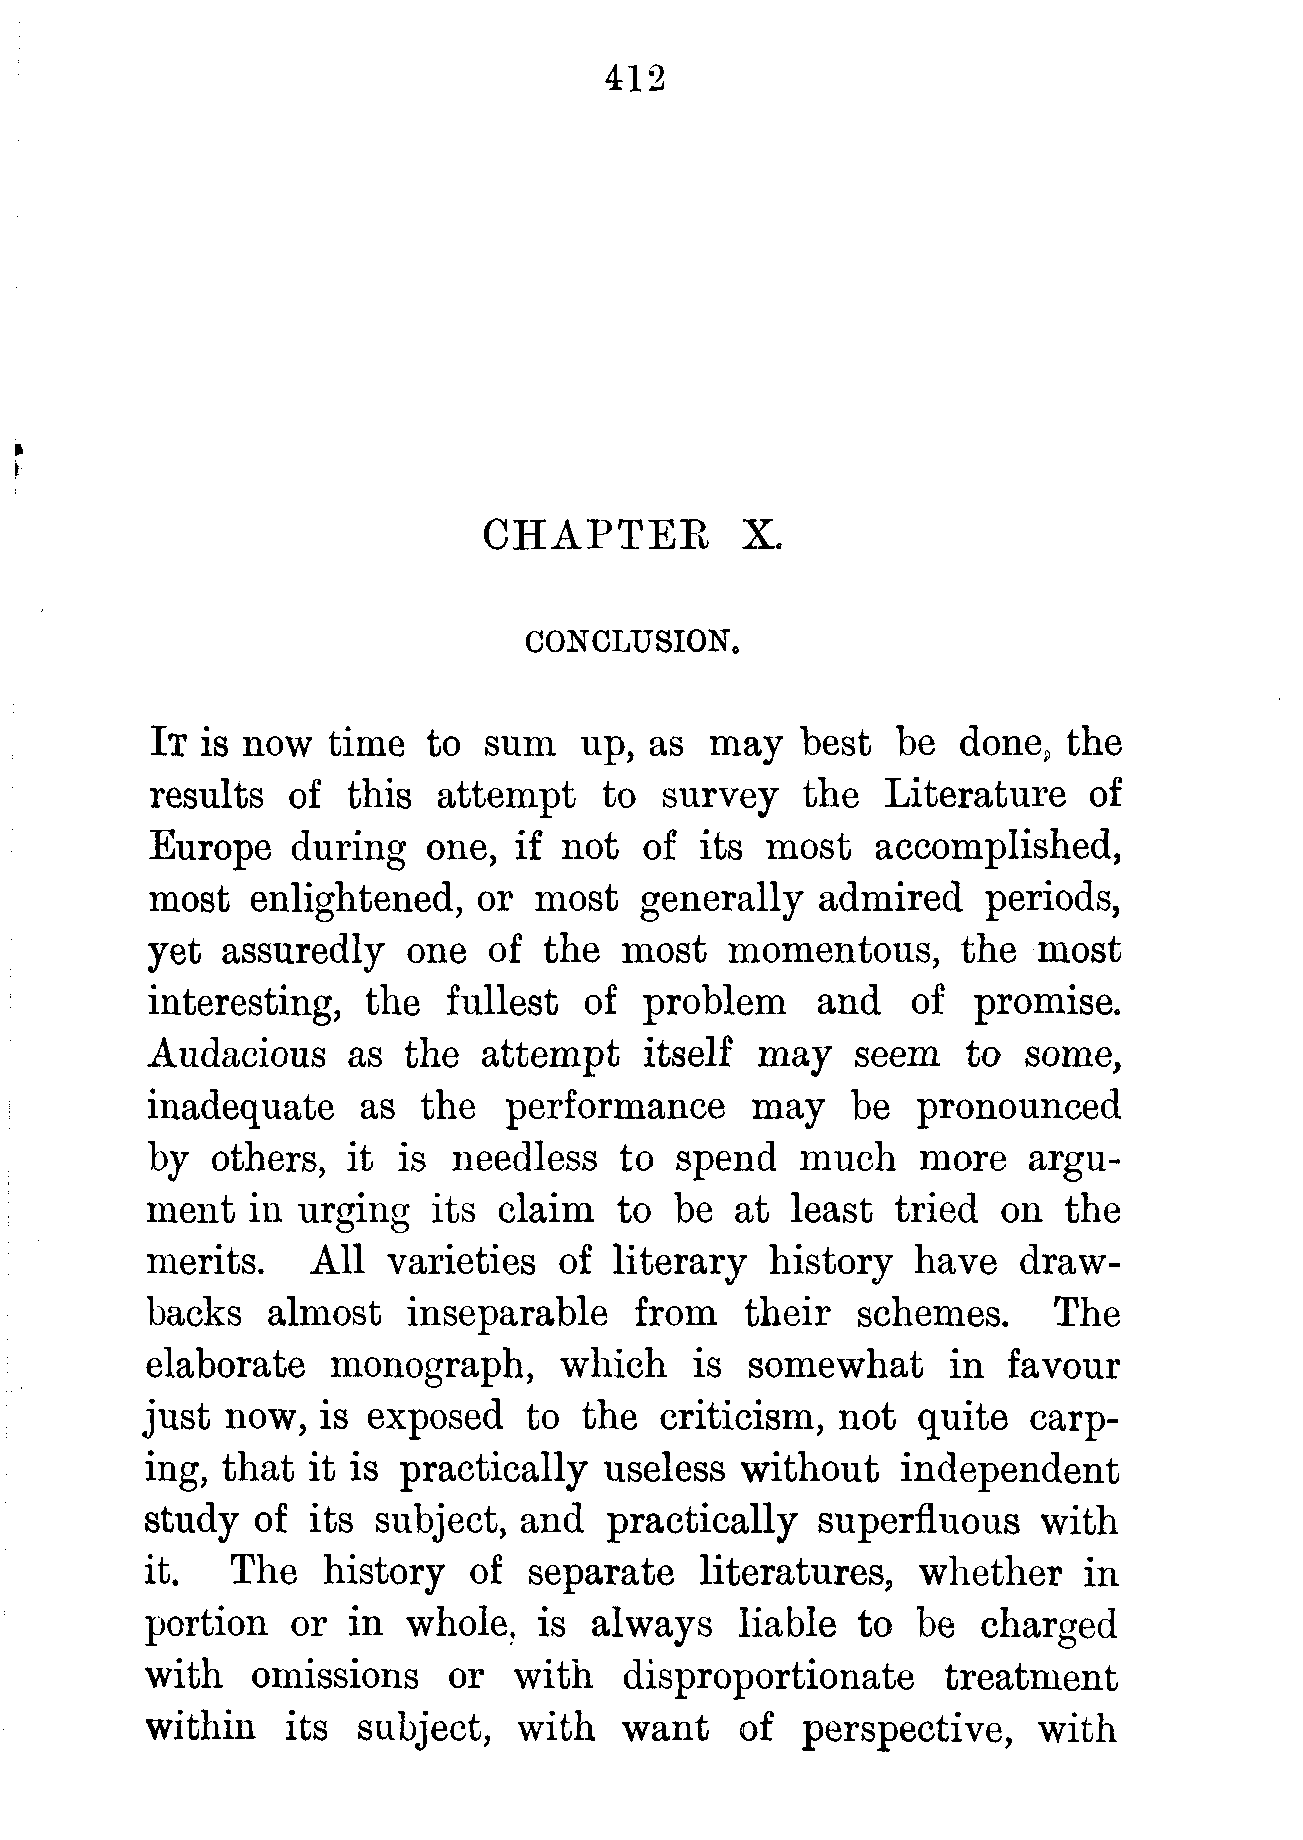 412
CHAPTER X.
CONCLUSION.
IT is now time to sum up, as may best be done, the
results of this attempt to survey the Literature of
Europe during one, if not of its most accomplished,
most enlightened, or most generally admired periods,
yet assuredly one of the most momentous, the most
interesting, the fullest of problem and of promise.
Audacious as the attempt itself may seem to some,
inadequate as the performance may be pronounced
by others, it is needless to spend much more argu-
ment in urging its claim to be at least tried on the
merits. All varieties of literary history have draw-
backs almost inseparable from their schemes. The
elaborate monograph, which is somewhat in favour
just now, is exposed to the criticism, not quite carp-
ing, that it is practically useless without independent
study of its subject, and practically superfluous with
it. The history of separate literatures, whether in
portion or in whole, is always liable to be charged
with omissions or with disproportionate treatment
within its subject, with want of perspective, with